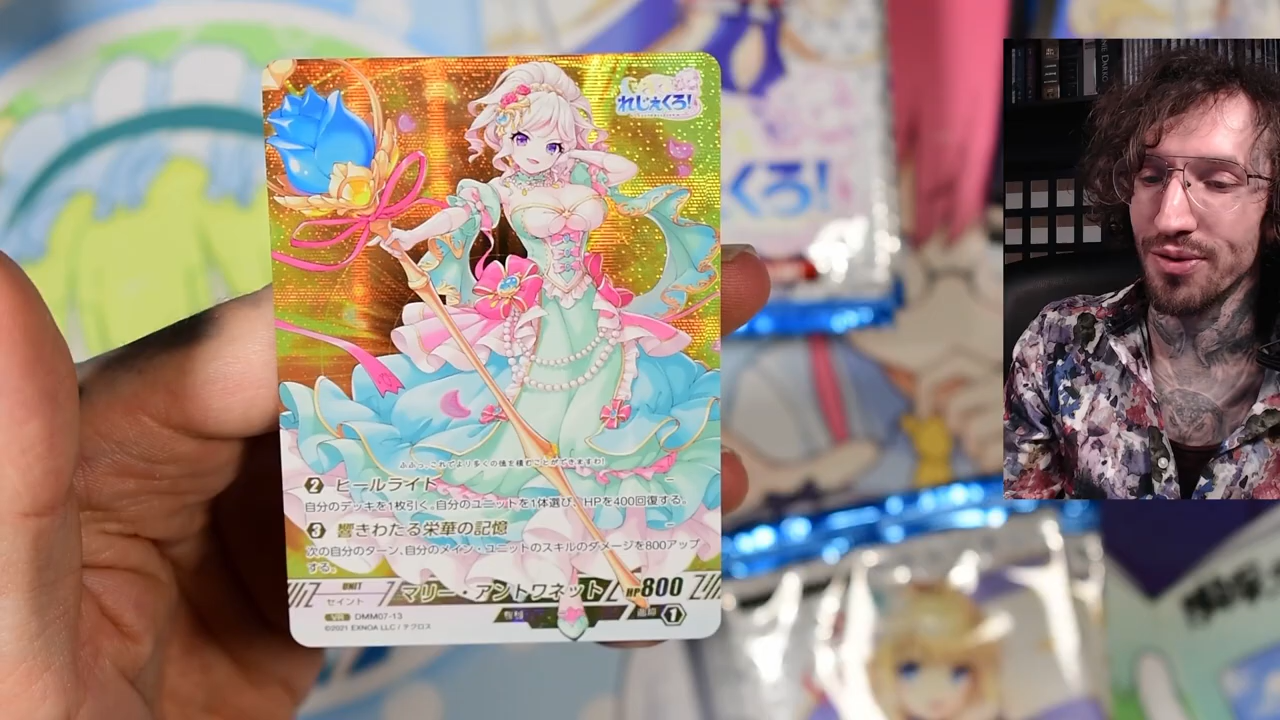 れじぇくろ!
くろ!
ふふっ、これでより多くの徳を積むことができますわ!
2 ヒールライト
自分のデッキを1枚引く。自分のユニットを1体選び、HPを400回復する。
3 響きわたる栄華の記憶
次の自分のターン、自分のメイン・ユニットのスキルのダメージを800アップ
する。
UNIT
セイント
マリー・アントワネット
HP800
VR DMM07-13
1
©2021 EXNOA LLC / テクロス